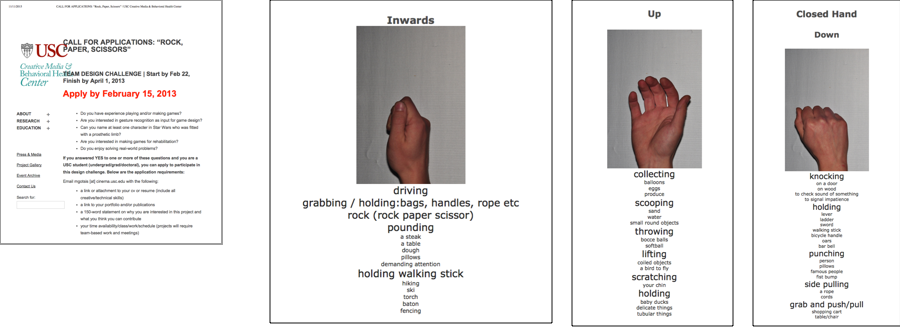 1/11/2013 CALL FOR APPLICATIONS: "Rock, Paper, Scissors" USC Creative Media & Behavioral Health Center
USC
Creative Media &
Behavioral Health
Center
CALL FOR APPLICATIONS: “ROCK,
PAPER, SCISSORS”
TEAM DESIGN CHALLENGE | Start by Feb 22,
Finish by April 1, 2013
Apply by February 15, 2013
ABOUT +
RESEARCH +
EDUCATION +
Press & Media
Project Gallery
Event Archive
Contact Us
Search for:
• Do you have experience playing and/or making games?
• Are you interested in gesture recognition as input for game design?
• Can you name at least one character in Star Wars who was fitted
with a prosthetic limb?
• Are you interested in making games for rehabilitation?
• Do you enjoy solving real-world problems?
If you answered YES to one or more of these questions and you are a
USC student (undergrad/grad/doctoral), you can apply to participate in
this design challenge. Below are the application requirements:
Email mgotsis [at] cinema.usc.edu with the following
• a link or attachment to your cv or resume (include all
creative/technical skills)
• a link to your portfolio and/or publications
• a 150-word statement on why you are interested in this project and
what you think you can contribute
• your time availability/class/work/schedule (projects will require
team-based work and meetings)
Inwards
driving
grabbing / holding:bags, handles, rope etc
rock (rock paper scissor)
pounding
a steak
a table
dough
pillows
demanding attention
holding walking stick
hiking
ski
torch
baton
fencing
Up
collecting
balloons
eggs
produce
scooping
sand
water
small round objects
throwing
bocce balls
softball
lifting
coiled objects
a bird to fly
scratching
your chin
holding
baby ducks
delicate things
tubular things
Closed Hand
Down
knocking
on a door
on wood
to check sound of something
to signal impatience
holding
lever
ladder
sword
walking stick
bicycle handle
oars
bar bell
punching
person
pillows
famous people
fist bump
side pulling
a rope
cords
grab and push/pull
shopping cart
table/chair